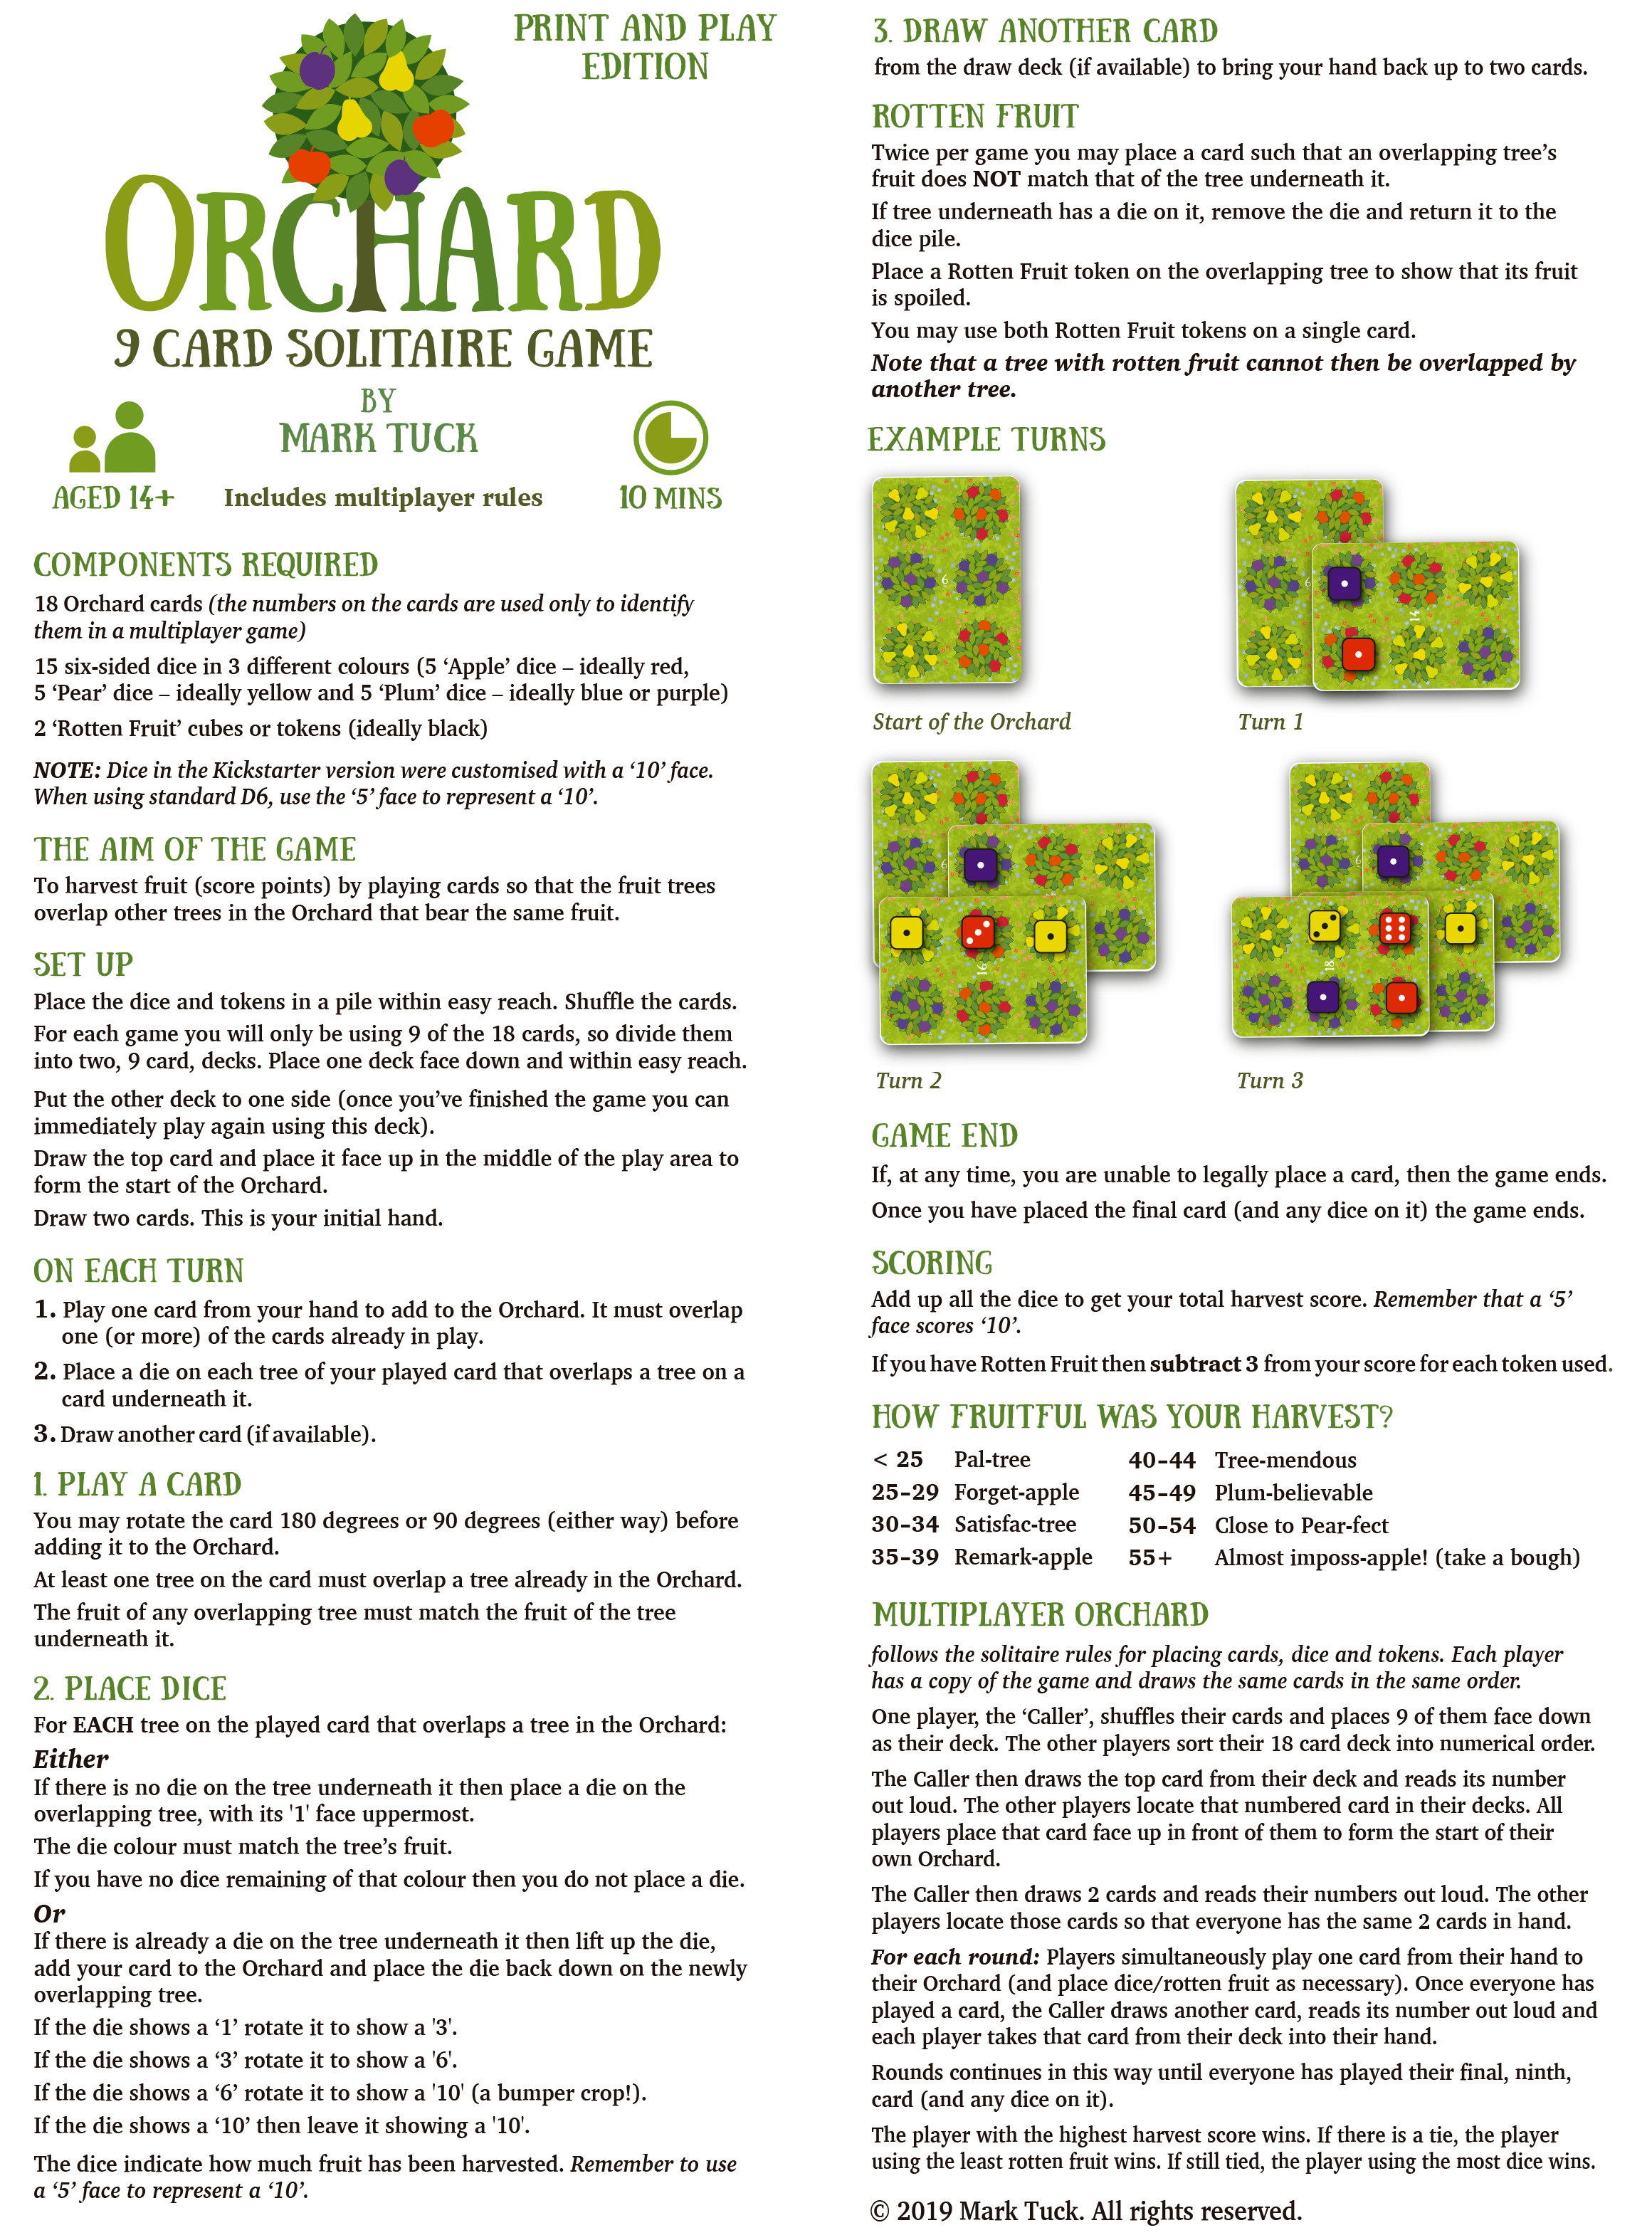 PRINT AND PLAY
EDITION
ORCHARD
9 CARD SOLITAIRE GAME
BY
MARK TUCK
AGED 14+
Includes multiplayer rules
10 MINS
COMPONENTS REQUIRED
18 Orchard cards (the numbers on the cards are used only to identify
them in a multiplayer game)
15 six-sided dice in 3 different colours (5 ‘Apple’ dice – ideally red,
5 ‘Pear’ dice – ideally yellow and 5 ‘Plum’ dice – ideally blue or purple)
2 ‘Rotten Fruit’ cubes or tokens (ideally black)
NOTE: Dice in the Kickstarter version were customised with a ‘10’ face.
When using standard D6, use the ‘5’ face to represent a ‘10’.
THE AIM OF THE GAME
To harvest fruit (score points) by playing cards so that the fruit trees
overlap other trees in the Orchard that bear the same fruit.
SET UP
Place the dice and tokens in a pile within easy reach. Shuffle the cards.
For each game you will only be using 9 of the 18 cards, so divide them
into two, 9 card, decks. Place one deck face down and within easy reach.
Put the other deck to one side (once you’ve finished the game you can
immediately play again using this deck).
Draw the top card and place it face up in the middle of the play area to
form the start of the Orchard.
Draw two cards. This is your initial hand.
ON EACH TURN
1. Play one card from your hand to add to the Orchard. It must overlap
one (or more) of the cards already in play.
2. Place a die on each tree of your played card that overlaps a tree on a
card underneath it.
3. Draw another card (if available).
1. PLAY A CARD
You may rotate the card 180 degrees or 90 degrees (either way) before
adding it to the Orchard.
At least one tree on the card must overlap a tree already in the Orchard.
The fruit of any overlapping tree must match the fruit of the tree
underneath it.
2. PLACE DICE
For EACH tree on the played card that overlaps a tree in the Orchard:
Either
If there is no die on the tree underneath it then place a die on the
overlapping tree, with its '1' face uppermost.
The die colour must match the tree’s fruit.
If you have no dice remaining of that colour then you do not place a die.
Or
If there is already a die on the tree underneath it then lift up the die,
add your card to the Orchard and place the die back down on the newly
overlapping tree.
If the die shows a ‘1’ rotate it to show a '3'.
If the die shows a ‘3’ rotate it to show a '6'.
If the die shows a ‘6’ rotate it to show a '10' (a bumper crop!).
If the die shows a ‘10’ then leave it showing a '10'.
The dice indicate how much fruit has been harvested. Remember to use
a ‘5’ face to represent a ‘10’.
3. DRAW ANOTHER CARD
from the draw deck (if available) to bring your hand back up to two cards.
ROTTEN FRUIT
Twice per game you may place a card such that an overlapping tree’s
fruit does NOT match that of the tree underneath it.
If tree underneath has a die on it, remove the die and return it to the
dice pile.
Place a Rotten Fruit token on the overlapping tree to show that its fruit
is spoiled.
You may use both Rotten Fruit tokens on a single card.
Note that a tree with rotten fruit cannot then be overlapped by
another tree.
EXAMPLE TURNS
6
6
14
Start of the Orchard
Turn 1
6
16
6
18
Turn 2
Turn 3
GAME END
If, at any time, you are unable to legally place a card, then the game ends.
Once you have placed the final card (and any dice on it) the game ends.
SCORING
Add up all the dice to get your total harvest score. Remember that a ‘5’
face scores ‘10’.
If you have Rotten Fruit then subtract 3 from your score for each token used.
HOW FRUITFUL WAS YOUR HARVEST?
< 25 Pal-tree 40-44 Tree-mendous
25-29 Forget-apple 45-49 Plum-believable
30-34 Satisfac-tree 50-54 Close to Pear-fect
35-39 Remark-apple 55+ Almost imposs-apple! (take a bough)
MULTIPLAYER ORCHARD
follows the solitaire rules for placing cards, dice and tokens. Each player
has a copy of the game and draws the same cards in the same order.
One player, the ‘Caller’, shuffles their cards and places 9 of them face down
as their deck. The other players sort their 18 card deck into numerical order.
The Caller then draws the top card from their deck and reads its number
out loud. The other players locate that numbered card in their decks. All
players place that card face up in front of them to form the start of their
own Orchard.
The Caller then draws 2 cards and reads their numbers out loud. The other
players locate those cards so that everyone has the same 2 cards in hand.
For each round: Players simultaneously play one card from their hand to
their Orchard (and place dice/rotten fruit as necessary). Once everyone has
played a card, the Caller draws another card, reads its number out loud and
each player takes that card from their deck into their hand.
Rounds continues in this way until everyone has played their final, ninth,
card (and any dice on it).
The player with the highest harvest score wins. If there is a tie, the player
using the least rotten fruit wins. If still tied, the player using the most dice wins.
© 2019 Mark Tuck. All rights reserved.